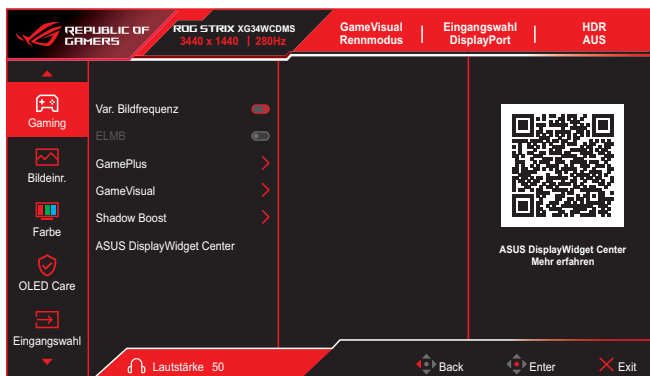 REPUBLIC OF
GAMERS
ROG STRIX XG34WCDMS
3440 x 1440 | 280Hz
GameVisual
Rennmodus
Eingangswahl
DisplayPort
HDR
AUS
Gaming
Bildeinr.
Farbe
OLED Care
Eingangswahl
Var. Bildfrequenz
ELMB
GamePlus
GameVisual
Shadow Boost
ASUS DisplayWidget Center
ASUS DisplayWidget Center
Mehr erfahren
Lautstärke 50
Back
Enter
Exit